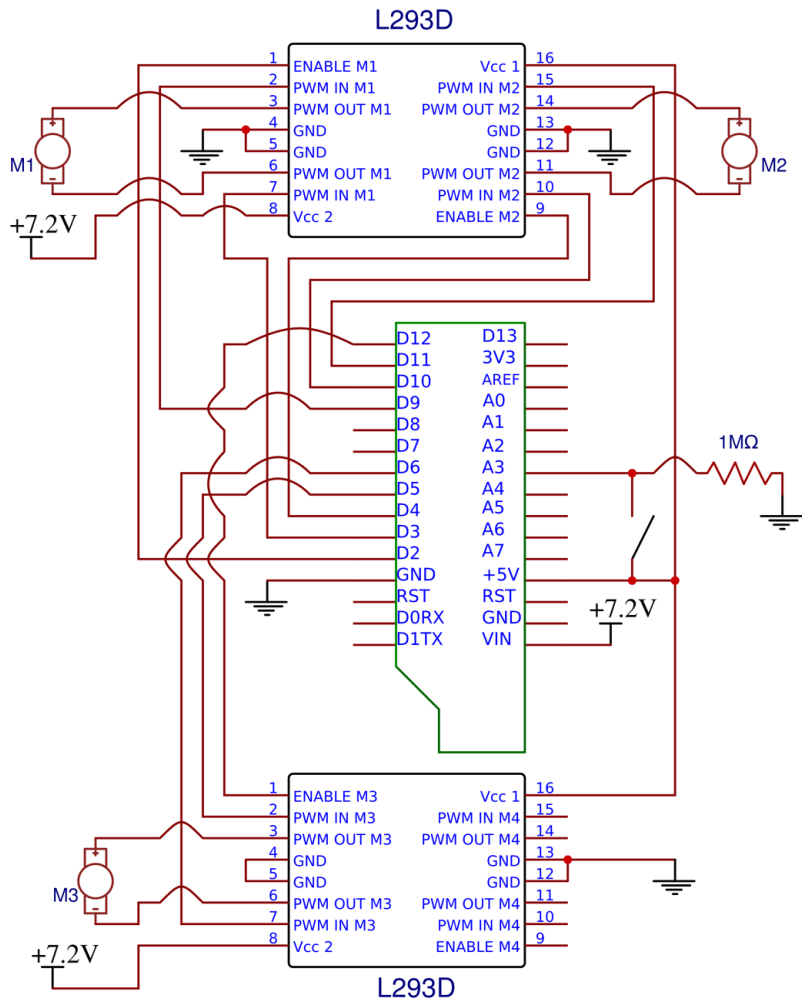 L293D
1 ENABLE M1 Vcc 1 16
2 PWM IN M1 PWM IN M2 15
3 PWM OUT M1 PWM OUT M2 14
4 GND GND 13
5 GND GND 12
6 PWM OUT M1 PWM OUT M2 11
7 PWM IN M1 PWM IN M2 10
8 Vcc 2 ENABLE M2 9
+
M1
-
+
M2
-
+7.2V
D12 D13
D11 3V3
D10 AREF
D9 A0
D8 A1
D7 A2
D6 A3
D5 A4
D4 A5
D3 A6
D2 A7
GND +5V
RST RST
D0RX GND
D1TX VIN
1MΩ
+7.2V
1 ENABLE M3 Vcc 1 16
2 PWM IN M3 PWM IN M4 15
3 PWM OUT M3 PWM OUT M4 14
4 GND GND 13
5 GND GND 12
6 PWM OUT M3 PWM OUT M4 11
7 PWM IN M3 PWM IN M4 10
8 Vcc 2 ENABLE M4 9
+
M3
-
+7.2V
L293D